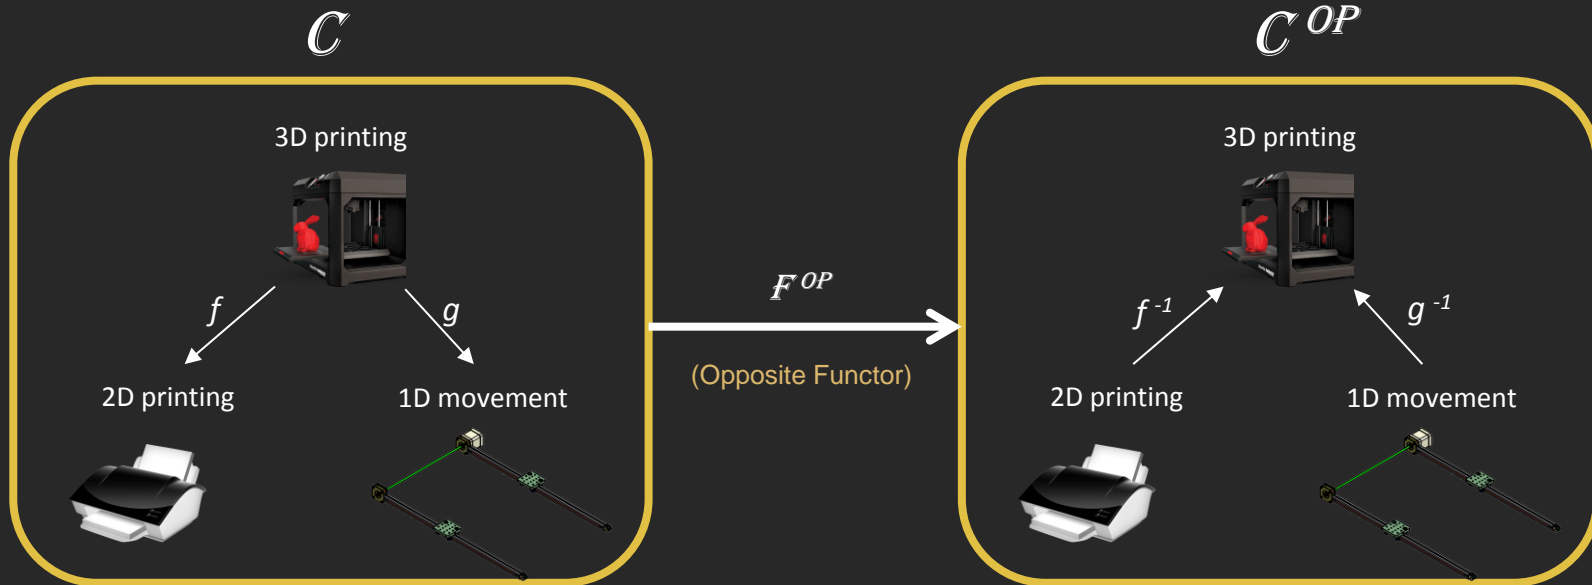 C
3D printing
f
g
2D printing
1D movement
F OP
(Opposite Functor)
C OP
3D printing
f -1
g -1
2D printing
1D movement